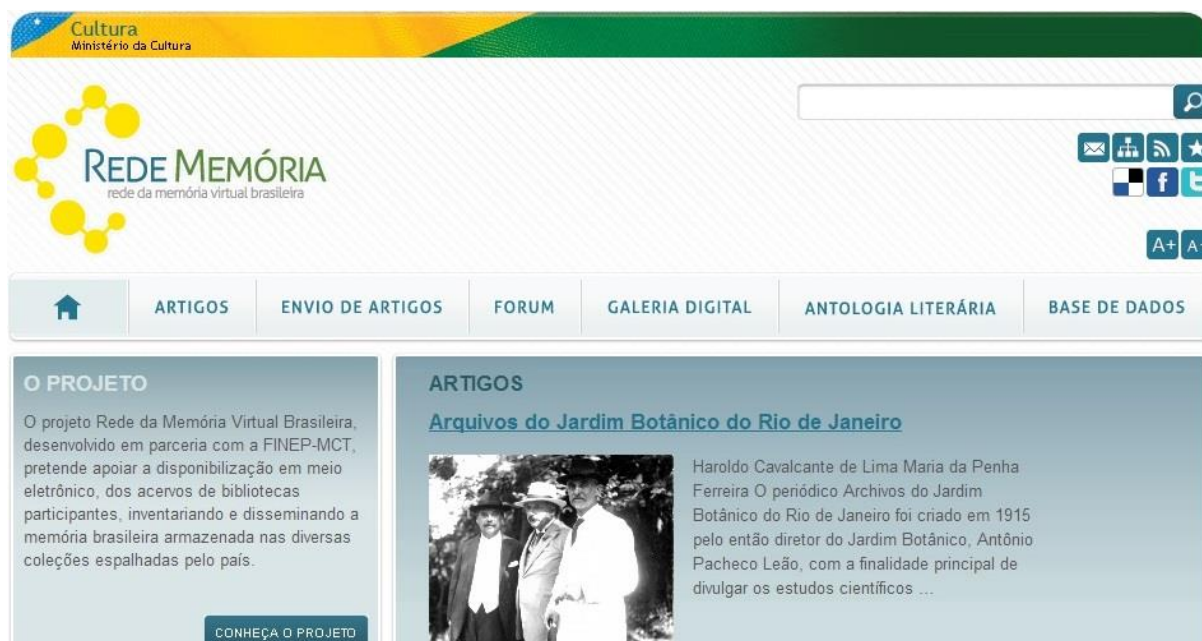 Cultura
Ministério da Cultura
REDE MEMÓRIA
rede da memória virtual brasileira
A+ A-
ARTIGOS ENVIO DE ARTIGOS FORUM GALERIA DIGITAL ANTOLOGIA LITERÁRIA BASE DE DADOS
O PROJETO
O projeto Rede da Memória Virtual Brasileira,
desenvolvido em parceria com a FINEP-MCT,
pretende apoiar a disponibilização em meio
eletrônico, dos acervos de bibliotecas
participantes, inventariando e disseminando a
memória brasileira armazenada nas diversas
coleções espalhadas pelo país.
CONHEÇA O PROJETO
ARTIGOS
Arquivos do Jardim Botânico do Rio de Janeiro
Haroldo Cavalcante de Lima Maria da Penha
Ferreira O periódico Archivos do Jardim
Botânico do Rio de Janeiro foi criado em 1915
pelo então diretor do Jardim Botânico, Antônio
Pacheco Leão, com a finalidade principal de
divulgar os estudos científicos ...